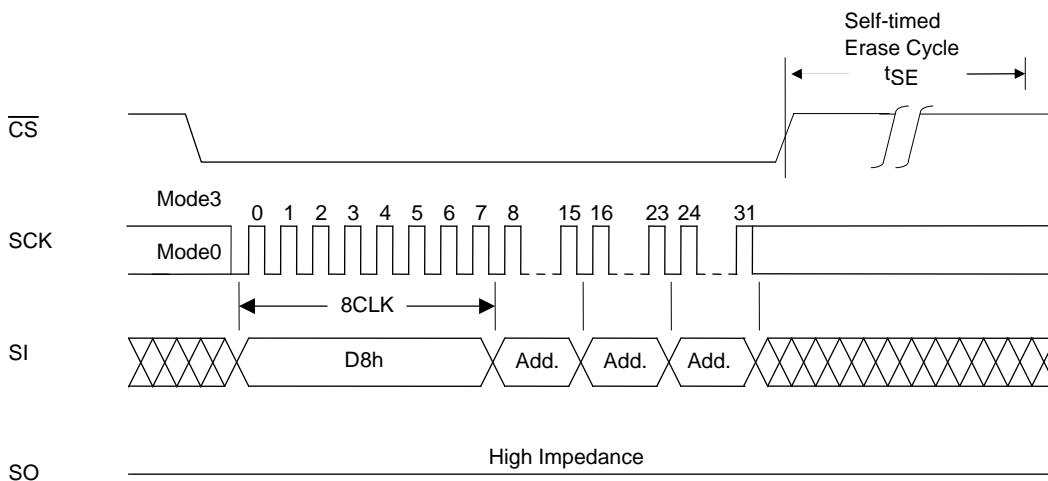 Self-timed
Erase Cycle
tSE
CS
Mode3
0 1 2 3 4 5 6 7 8 15 16 23 24 31
SCK
Mode0
8CLK
SI
D8h Add. Add. Add.
High Impedance
SO